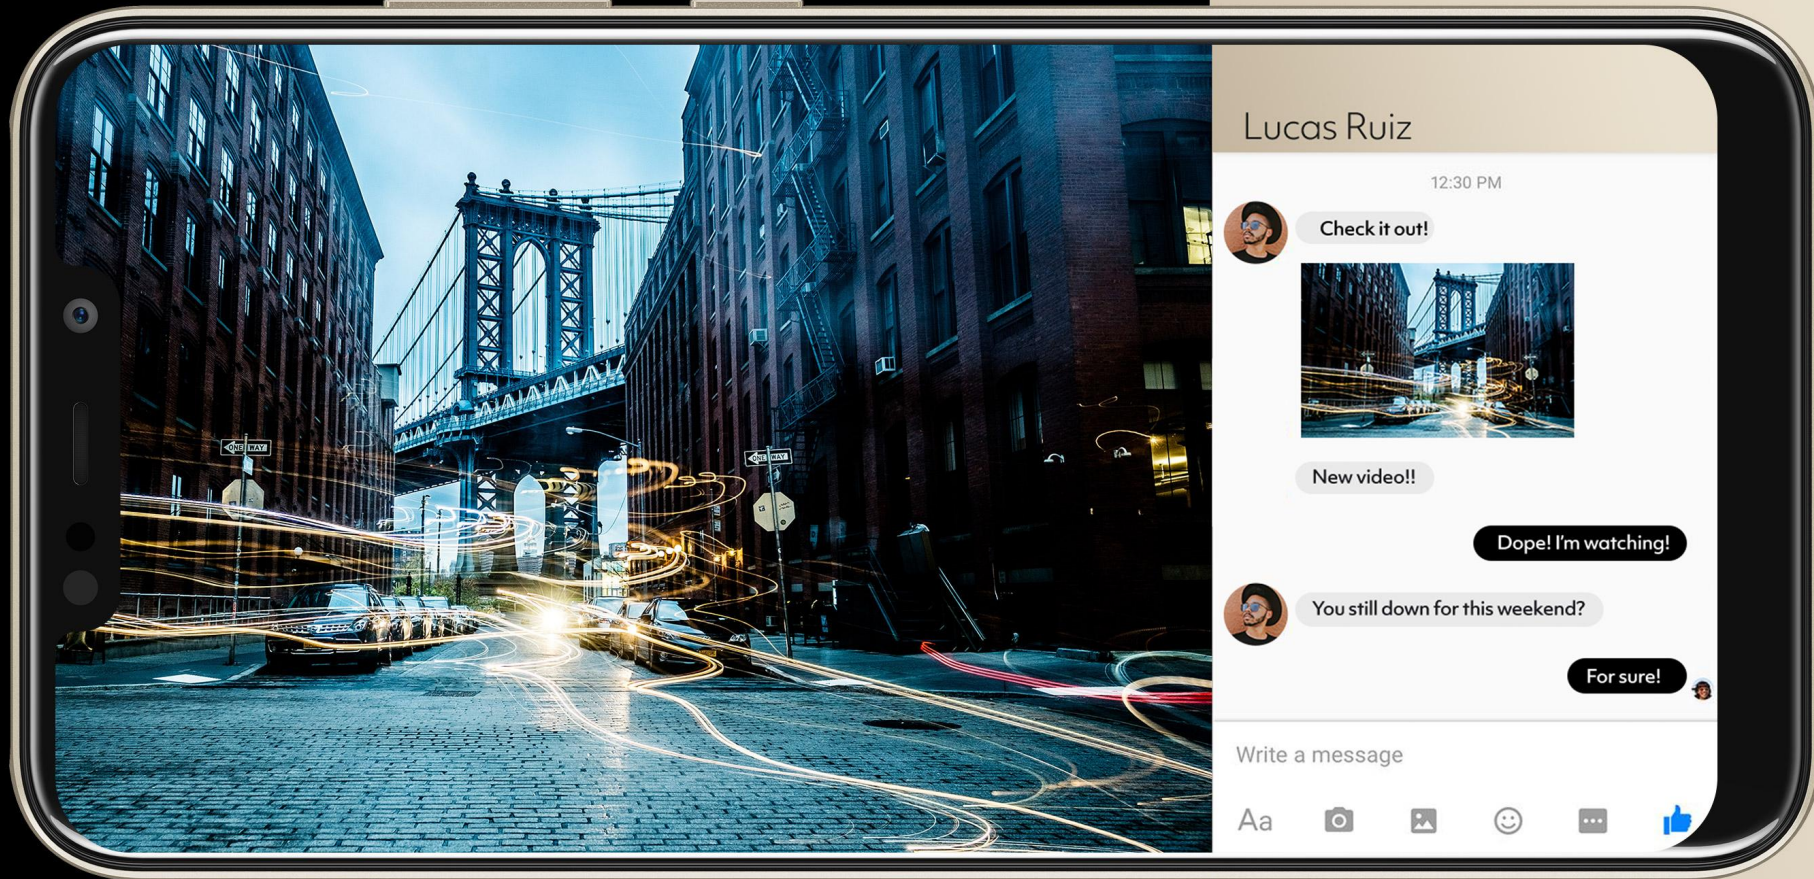 ONE WAY
ONE WAY
Lucas Ruiz
12:30 PM
Check it out!
New video!!
Dope! I'm watching!
You still down for this weekend?
For sure!
Write a message
Aa